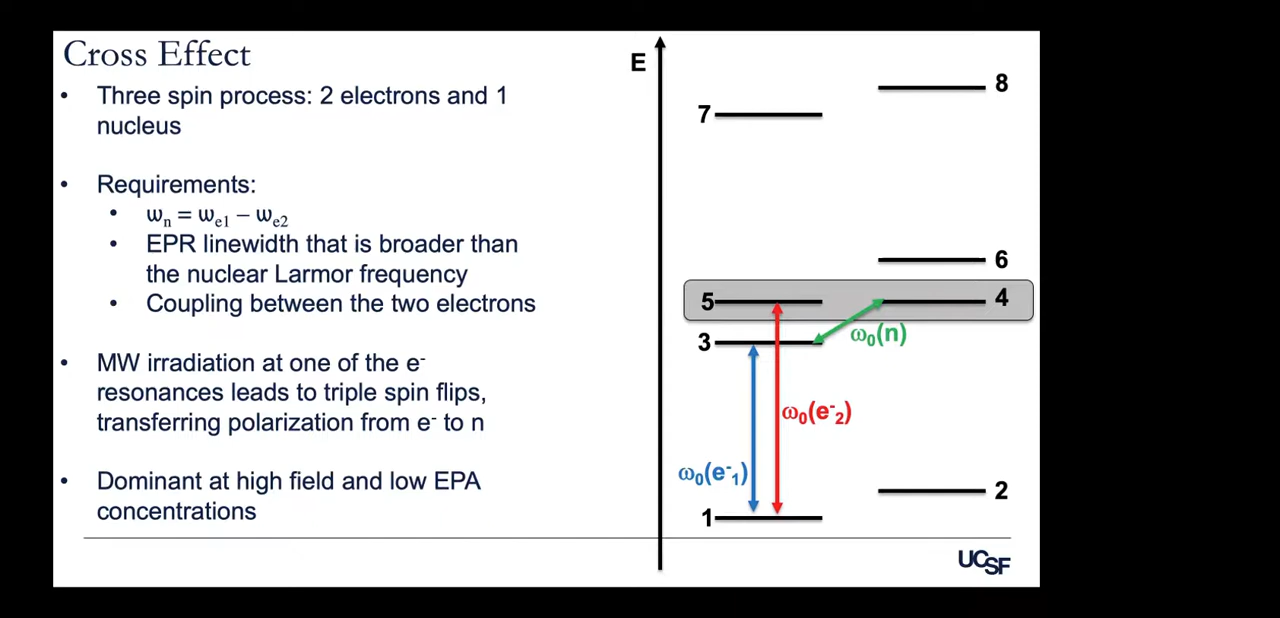 Cross Effect
• Three spin process: 2 electrons and 1
nucleus
• Requirements:
• ωn = ωe1 – ωe2
• EPR linewidth that is broader than
the nuclear Larmor frequency
• Coupling between the two electrons
• MW irradiation at one of the e-
resonances leads to triple spin flips,
transferring polarization from e- to n
• Dominant at high field and low EPA
concentrations
E
8
7
6
5
4
3
ω0(n)
ω0(e-2)
ω0(e-1)
2
1
UCSF